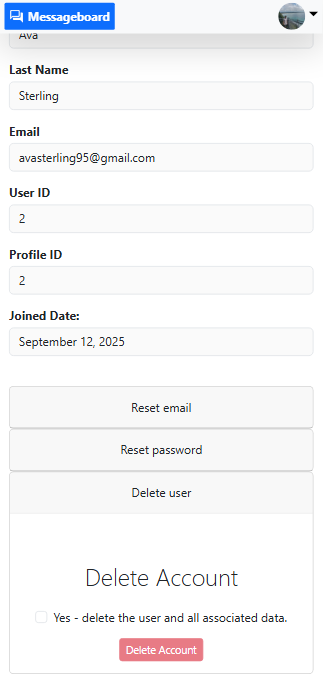 Messageboard
Ava
Last Name
Sterling
Email
avasterling95@gmail.com
User ID
2
Profile ID
2
Joined Date:
September 12, 2025
Reset email
Reset password
Delete user
Delete Account
Yes - delete the user and all associated data.
Delete Account